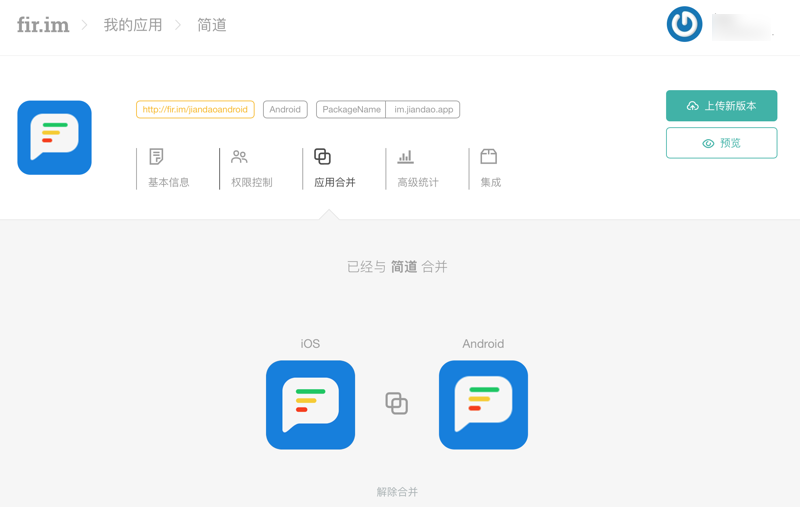 fir.im 我的应用 简道
http://fir.im/jiandaoandroid Android PackageName im.jiandao.app
上传新版本
预览
基本信息 权限控制 应用合并 高级统计 集成
已经与 简道 合并
iOS Android
解除合并